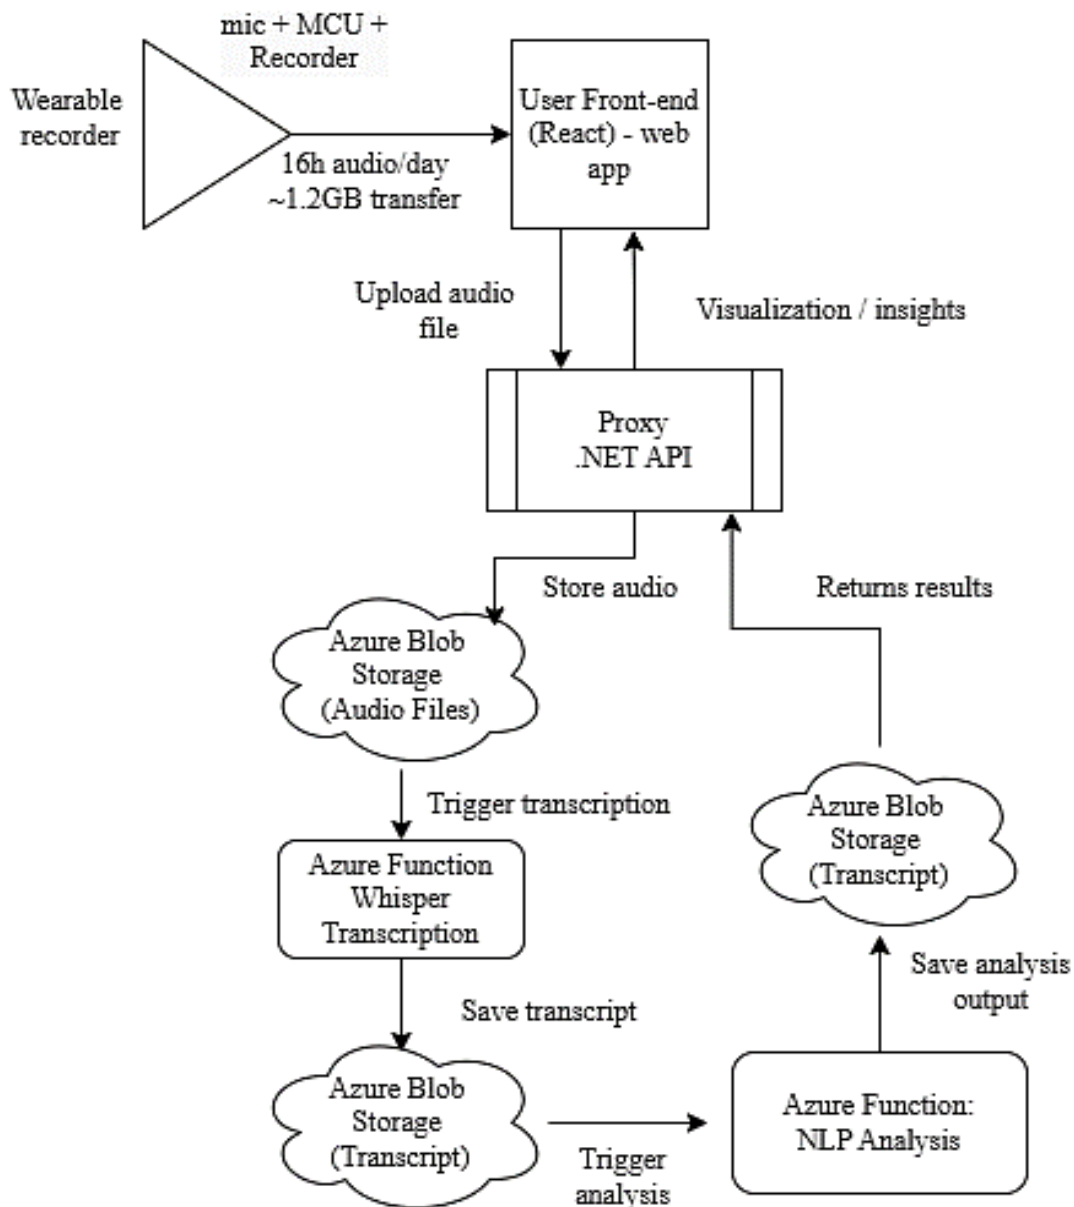 mic + MCU +
Recorder
Wearable
recorder
16h audio/day
~1.2GB transfer
User Front-end
(React) - web
app
Upload audio
file
Visualization / insights
Proxy
.NET API
Store audio
Returns results
Azure Blob
Storage
(Audio Files)
Trigger transcription
Azure Function
Whisper
Transcription
Save transcript
Azure Blob
Storage
(Transcript)
Trigger
analysis
Azure Function:
NLP Analysis
Save analysis
output
Azure Blob
Storage
(Transcript)